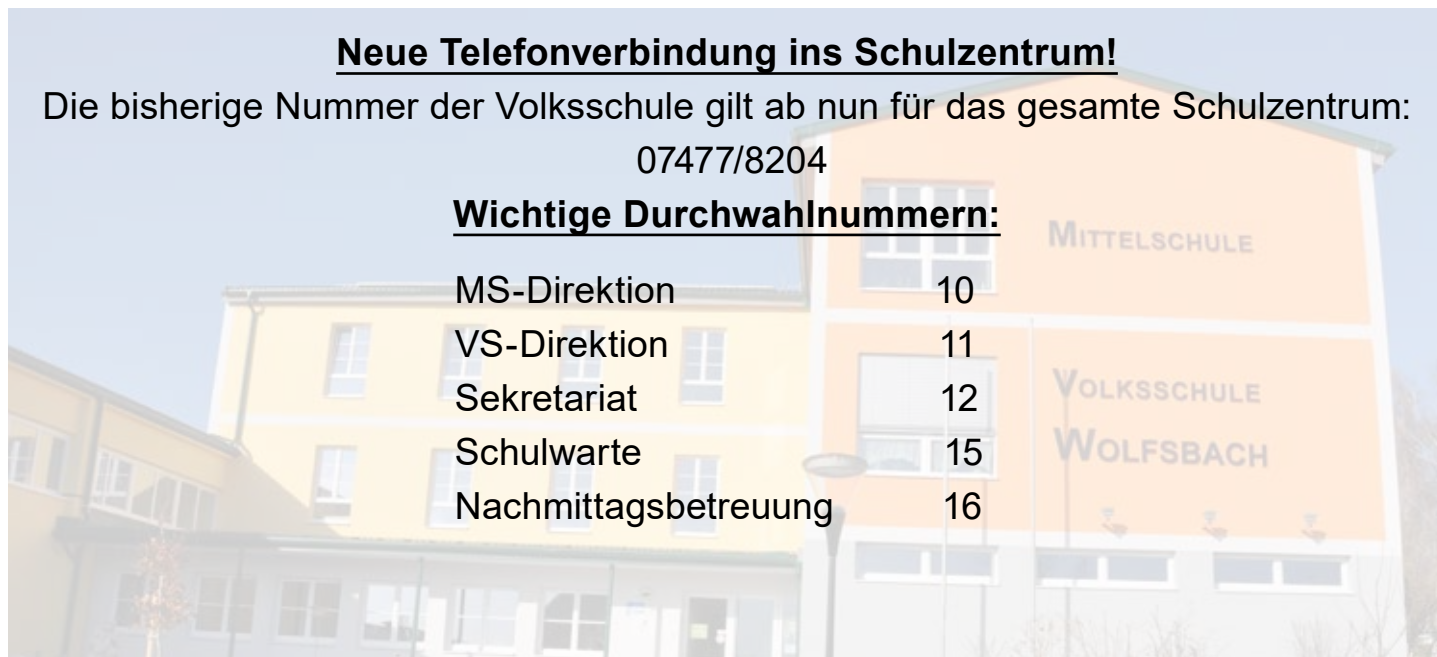 Neue Telefonverbindung ins Schulzentrum!
Die bisherige Nummer der Volksschule gilt ab nun für das gesamte Schulzentrum:
07477/8204
Wichtige Durchwahlnummern:
MS-Direktion 10
VS-Direktion 11
Sekretariat 12
Schulwarte 15
Nachmittagsbetreuung 16
MITTELSCHULE
VOLKSSCHULE
WOLFSBACH